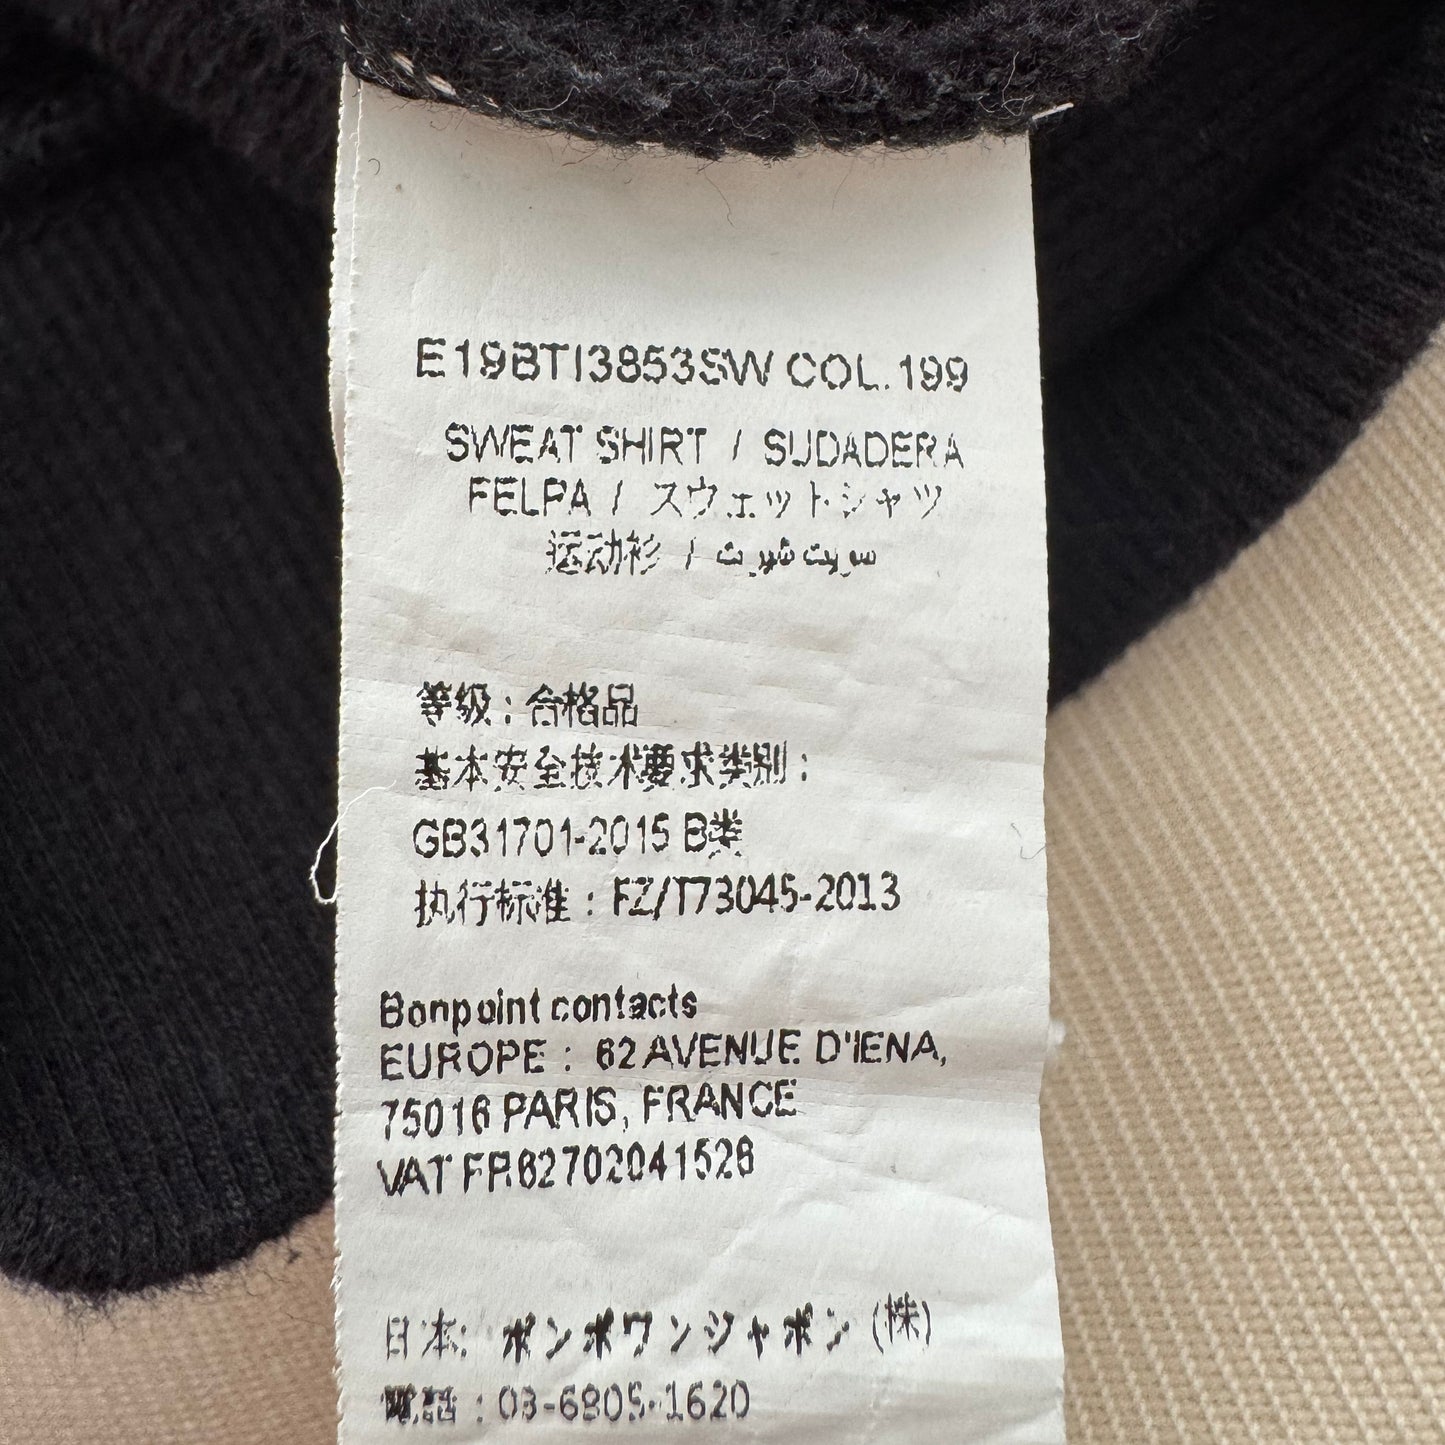 E19BTI3853SW COL. 199
SWEAT SHIRT / SUDADERA
FELPA / スウェットシャツ
运动衫 / سويت شيرت
等级：合格品
基本安全技术要求类别：
GB31701-2015 B类
执行标准：FZ/T73045-2013
Bonpoint contacts
EUROPE : 62 AVENUE D'IENA,
75016 PARIS, FRANCE
VAT FR62702041526
日本: ボンポワンジャポン (株)
電話 : 03-6805-1620